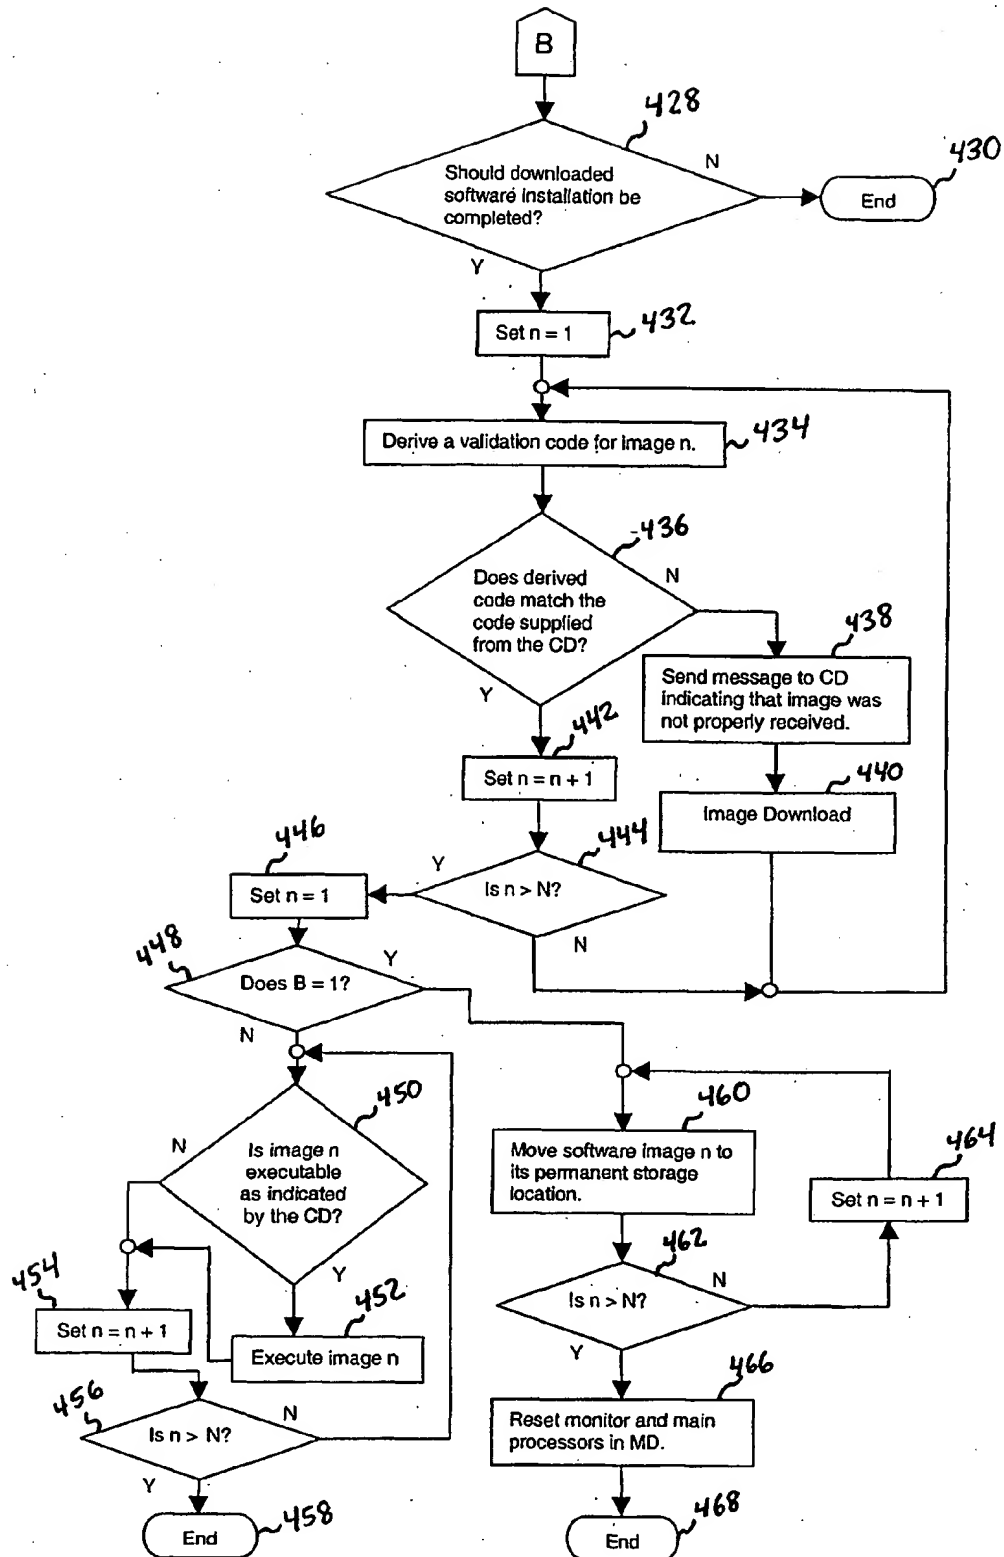 B
428
N
430
Should downloaded
software installation be
completed?
End
Y
432
Set n = 1
434
Derive a validation code for image n.
436
N
Does derived
code match the
code supplied
from the CD?
438
Y
Send message to CD
indicating that image was
not properly received.
442
Set n = n + 1
440
Image Download
446
444
Y
Is n > N?
Set n = 1
N
448
Y
Does B = 1?
N
450
460
N
Is image n
executable
as indicated
by the CD?
Move software image n to
its permanent storage
location.
464
Set n = n + 1
462
454
Y
452
N
Is n > N?
Set n = n + 1
Execute image n
Y
466
456
N
Is n > N?
Reset monitor and main
processors in MD.
Y
458
468
End
End